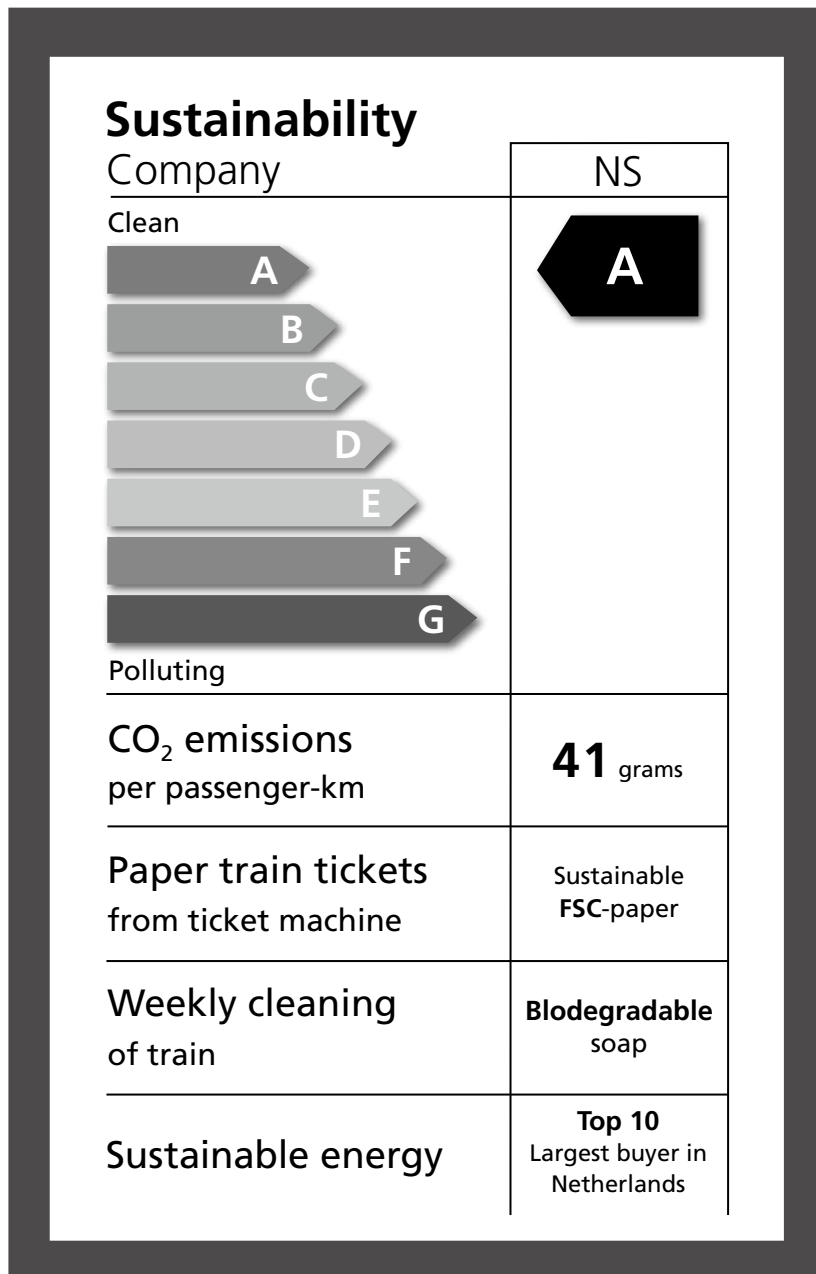 Sustainability
Company
NS
Clean
A
A
B
C
D
E
F
G
Polluting
CO₂ emissions
per passenger-km
41 grams
Paper train tickets
from ticket machine
Sustainable
FSC-paper
Weekly cleaning
of train
Blodegradable
soap
Sustainable energy
Top 10
Largest buyer in
Netherlands